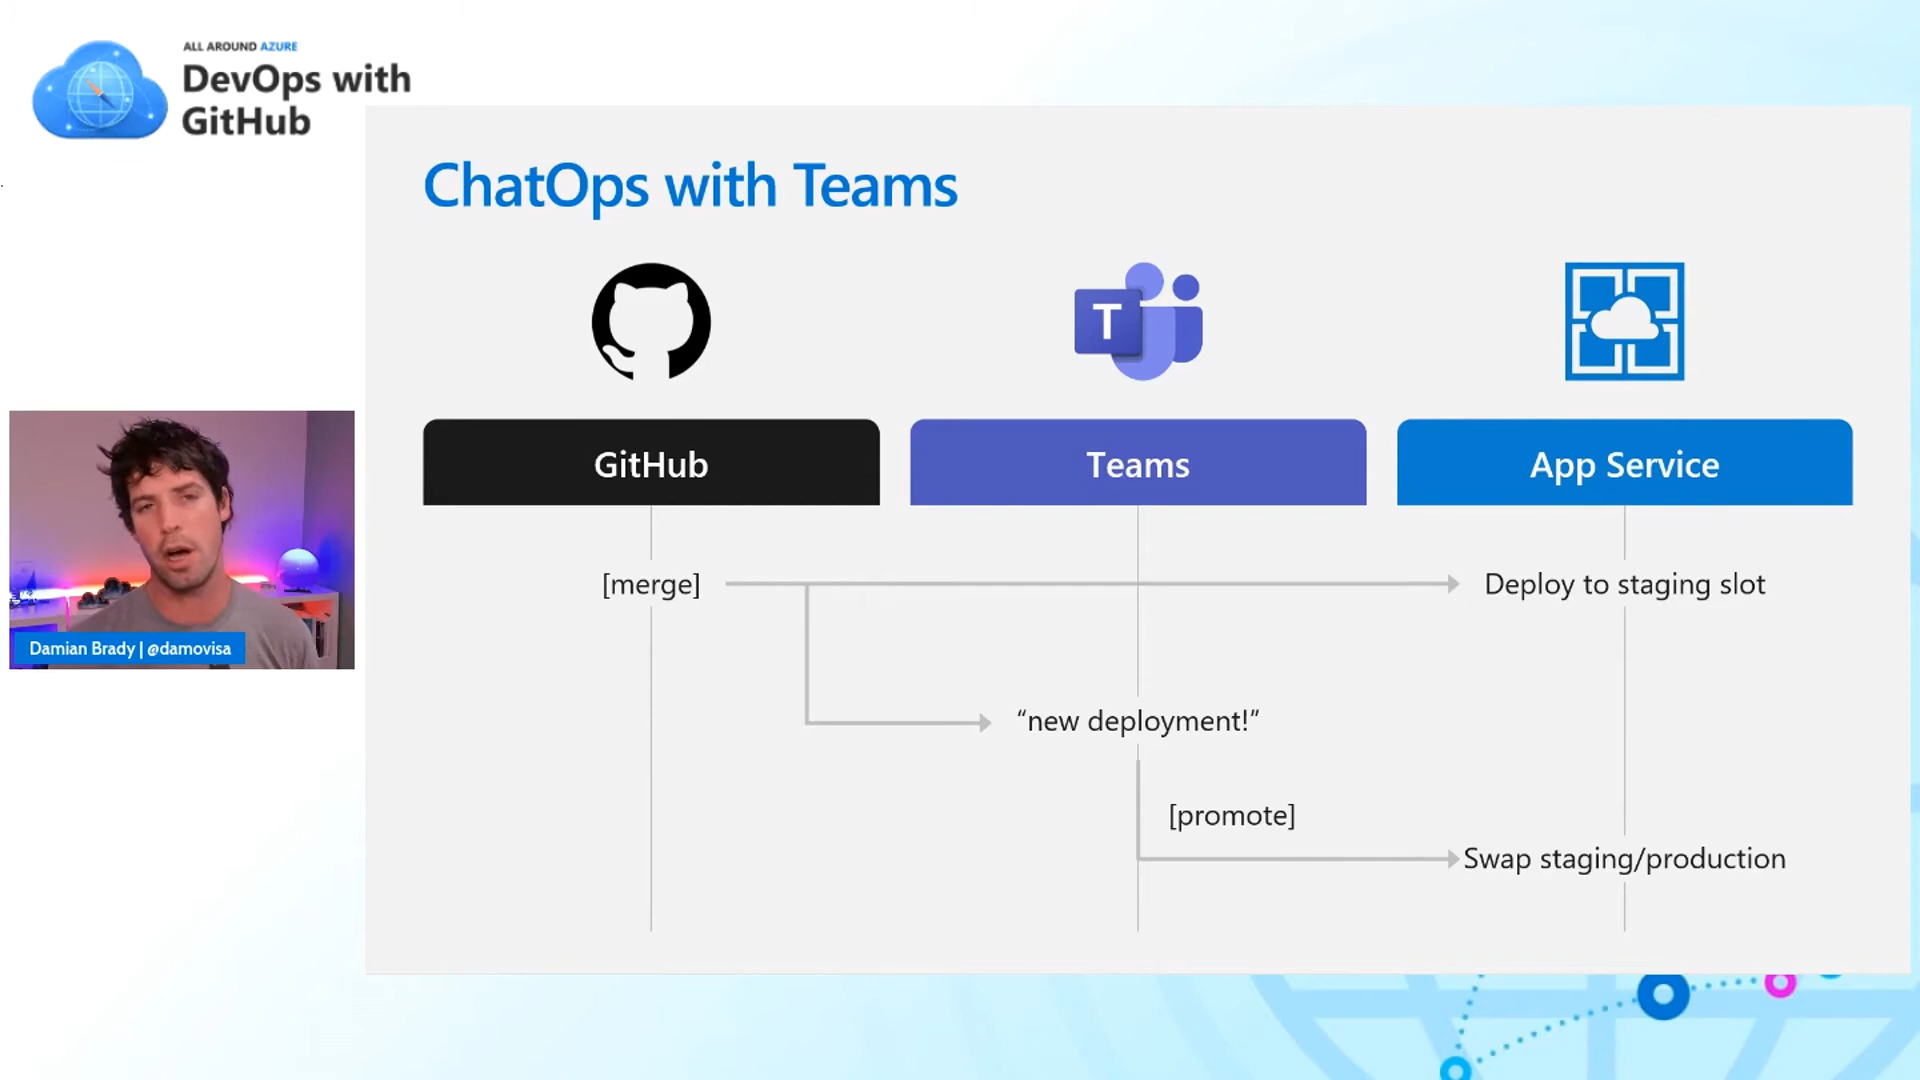 ALL AROUND AZURE
DevOps with
GitHub
ChatOps with Teams
T
GitHub
Teams
App Service
[merge]
Deploy to staging slot
“new deployment!”
[promote]
Swap staging/production
Damian Brady | @damovisa